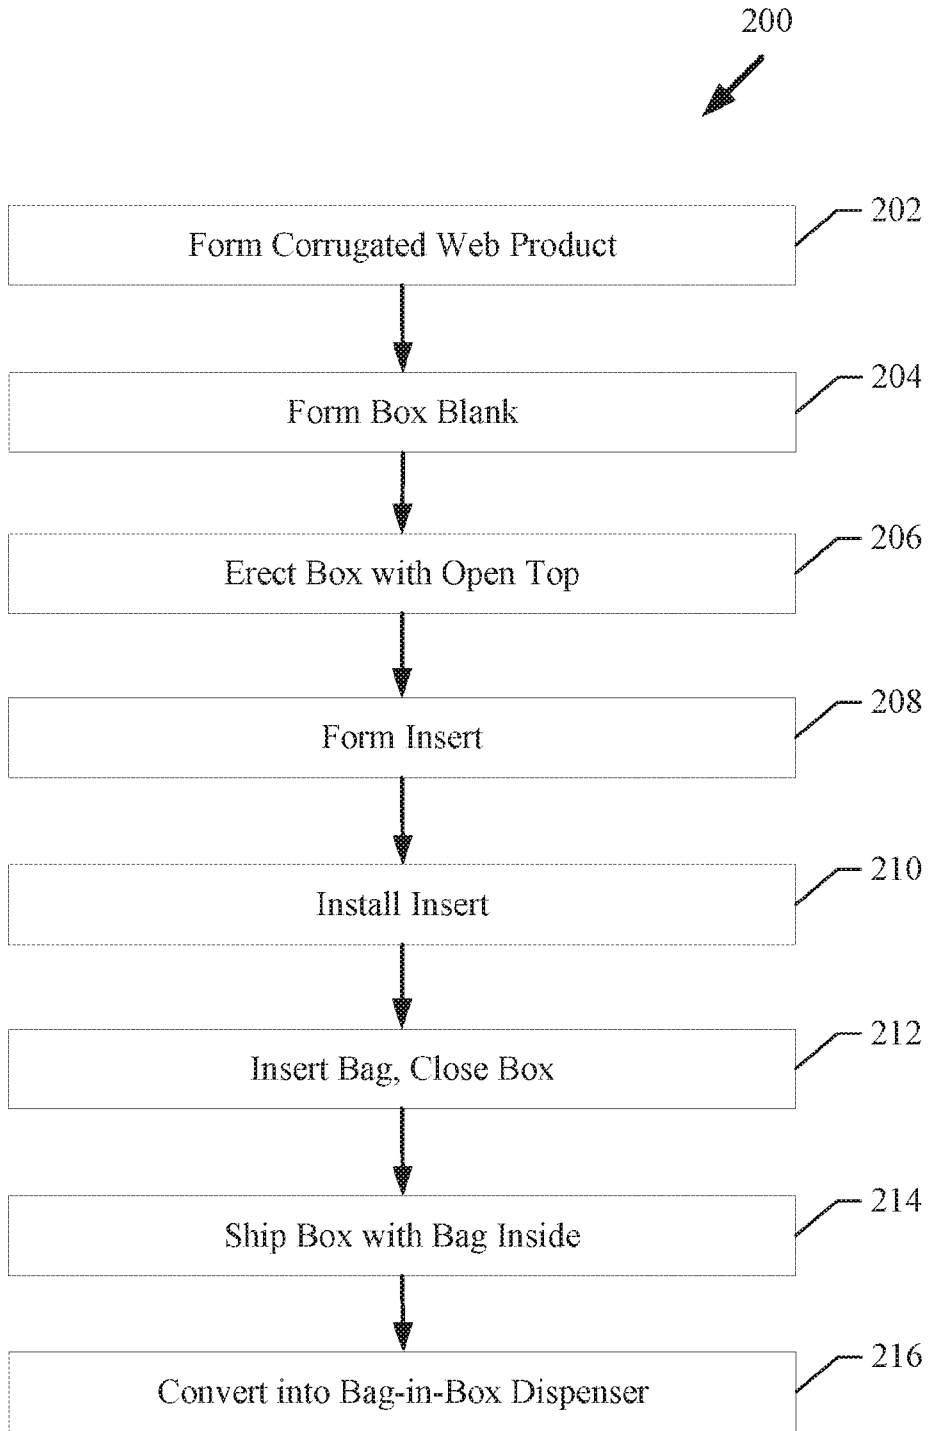 200
Form Corrugated Web Product
202
Form Box Blank
204
Erect Box with Open Top
206
Form Insert
208
Install Insert
210
Insert Bag, Close Box
212
Ship Box with Bag Inside
214
Convert into Bag-in-Box Dispenser
216